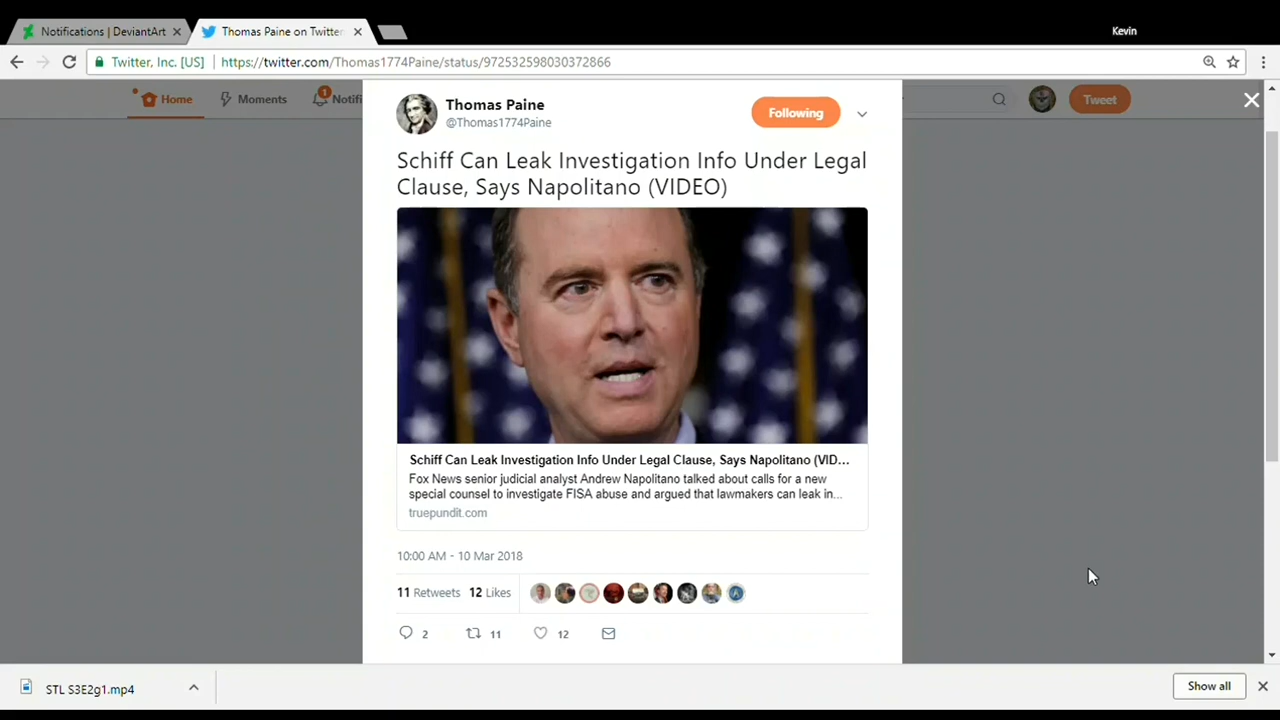 Notifications | DeviantArt
Thomas Paine on Twitter
Kevin
Twitter, Inc. [US]
https://twitter.com/Thomas1774Paine/status/972532598030372866
Home
Moments
1
Notifi
Tweet
Thomas Paine
@Thomas1774Paine
Following
Schiff Can Leak Investigation Info Under Legal
Clause, Says Napolitano (VIDEO)
Schiff Can Leak Investigation Info Under Legal Clause, Says Napolitano (VID...
Fox News senior judicial analyst Andrew Napolitano talked about calls for a new
special counsel to investigate FISA abuse and argued that lawmakers can leak in...
truepundit.com
10:00 AM - 10 Mar 2018
11 Retweets 12 Likes
2 11 12
STL S3E2g1.mp4
Show all